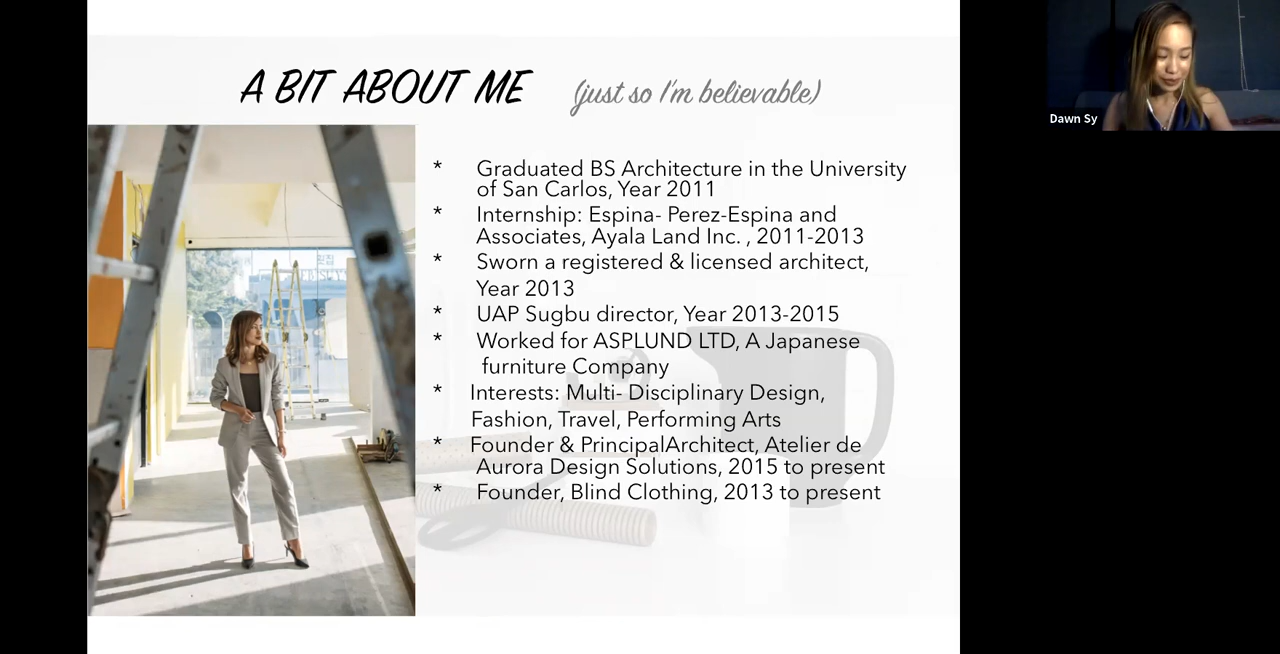 A BIT ABOUT ME (just so I'm believable)
* Graduated BS Architecture in the University
of San Carlos, Year 2011
* Internship: Espina- Perez-Espina and
Associates, Ayala Land Inc. , 2011-2013
* Sworn a registered & licensed architect,
Year 2013
* UAP Sugbu director, Year 2013-2015
* Worked for ASPLUND LTD, A Japanese
furniture Company
* Interests: Multi- Disciplinary Design,
Fashion, Travel, Performing Arts
* Founder & PrincipalArchitect, Atelier de
Aurora Design Solutions, 2015 to present
* Founder, Blind Clothing, 2013 to present
Dawn Sy